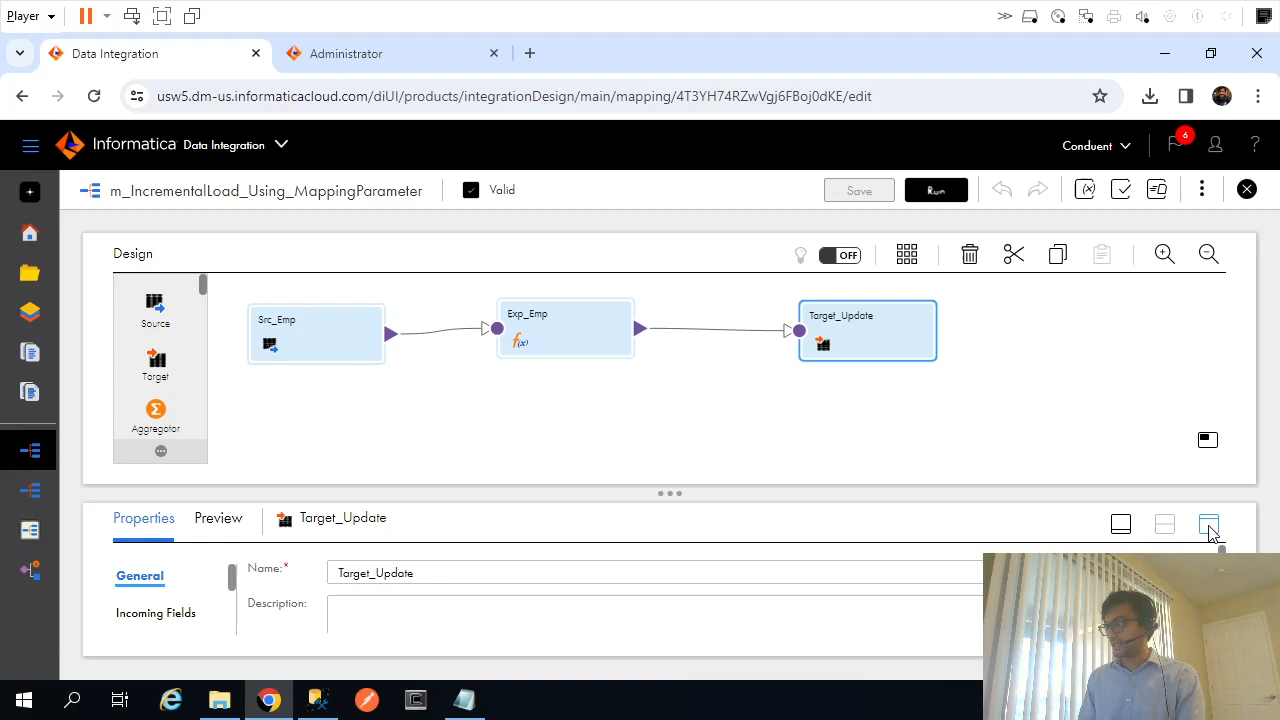 Player
Data Integration
Administrator
usw5.dm-us.informaticacloud.com/diUI/products/integrationDesign/main/mapping/4T3YH74RZwVgj6FBoj0dKE/edit
Informatica Data Integration
Conduent
6
m_IncrementalLoad_Using_MappingParameter
Valid
Save
Run
Design
OFF
Source
Target
Aggregator
Src_Emp
Exp_Emp
Target_Update
Properties
Preview
Target_Update
General
Incoming Fields
Name:*
Target_Update
Description: